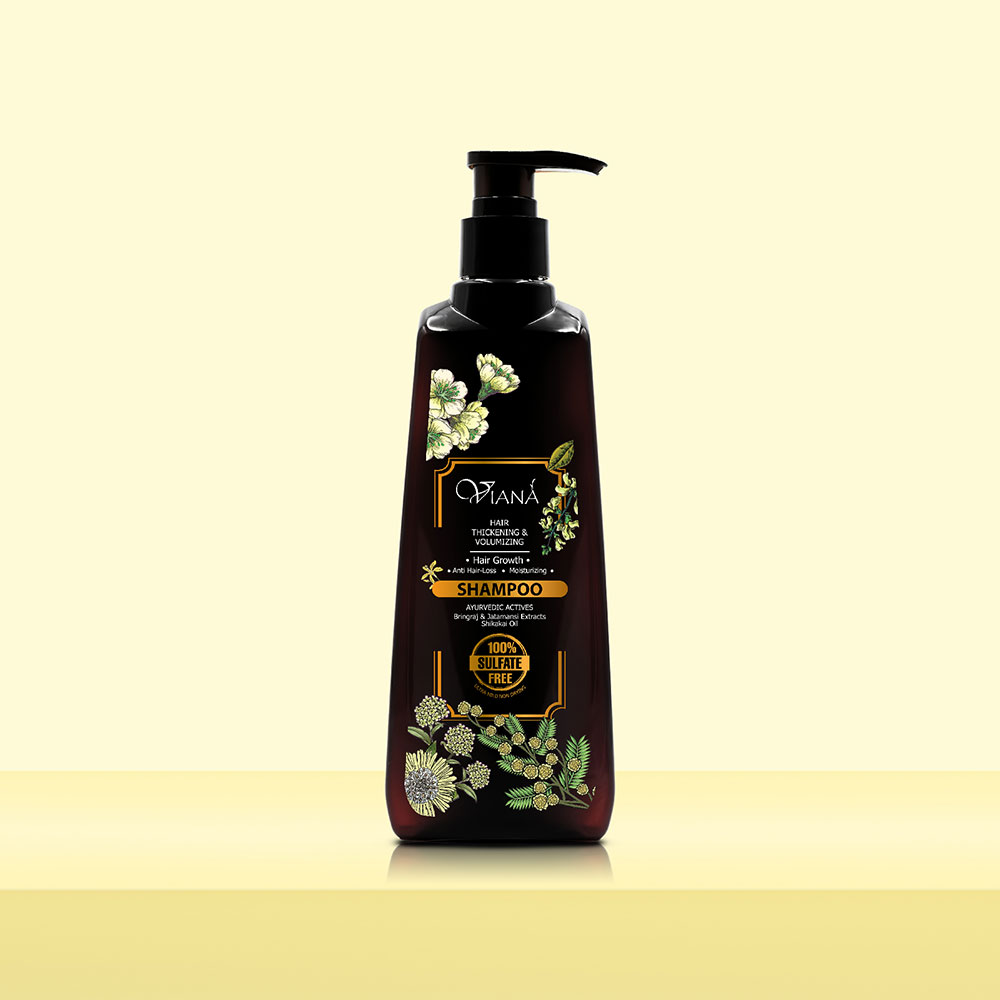 VIANÁ
HAIR
THICKENING &
VOLUMIZING
• Hair Growth •
• Anti Hair-Loss • Moisturizing •
SHAMPOO
AYURVEDIC ACTIVES
Bringraj & Jatamansi Extracts
Shikakai Oil
100%
SULFATE
FREE